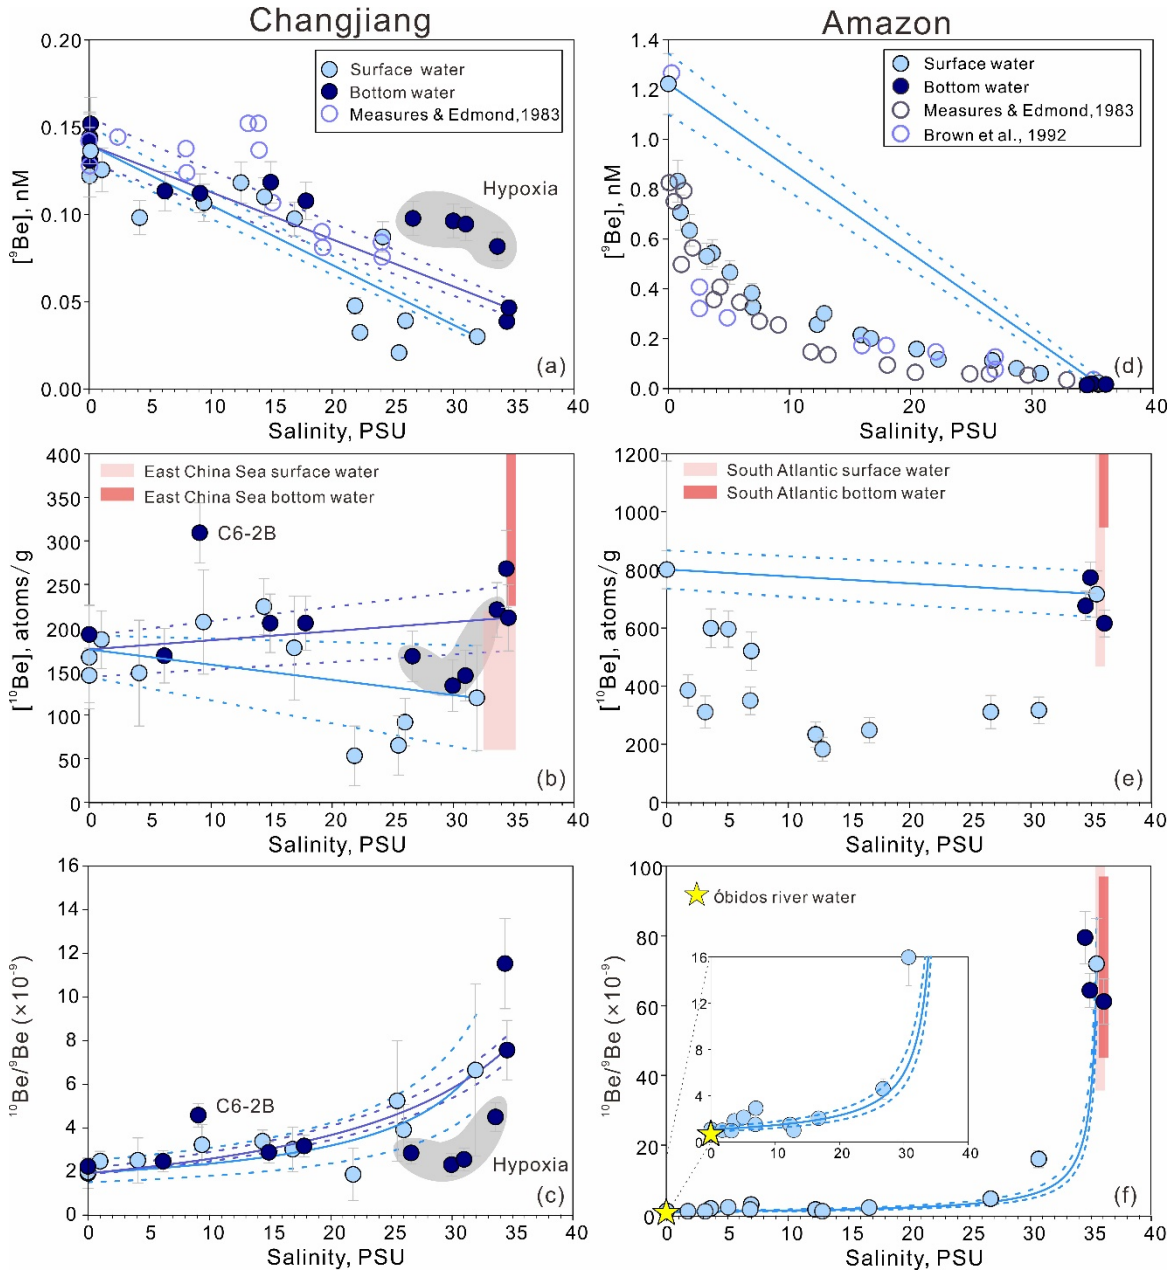 Changjiang
Amazon
0.20
0.15
0.10
0.05
0.00
[⁹Be], nM
Surface water
Bottom water
Measures & Edmond,1983
Hypoxia
(a)
0 5 10 15 20 25 30 35 40
Salinity, PSU
1.4
1.2
1.0
0.8
0.6
0.4
0.2
0.0
[⁹Be], nM
Surface water
Bottom water
Measures & Edmond,1983
Brown et al., 1992
(d)
0 10 20 30 40
Salinity, PSU
400
350
300
250
200
150
100
50
0
[¹⁰Be], atoms/g
East China Sea surface water
East China Sea bottom water
C6-2B
(b)
0 5 10 15 20 25 30 35 40
Salinity, PSU
1200
1000
800
600
400
200
0
[¹⁰Be], atoms/g
South Atlantic surface water
South Atlantic bottom water
(e)
0 10 20 30 40
Salinity, PSU
16
14
12
10
8
6
4
2
0
¹⁰Be/⁹Be (×10⁻⁹)
C6-2B
Hypoxia
(c)
0 5 10 15 20 25 30 35 40
Salinity, PSU
100
80
60
40
20
0
¹⁰Be/⁹Be (×10⁻⁹)
óbidos river water
16
12
8
4
0
0 10 20 30 40
(f)
0 5 10 15 20 25 30 35 40
Salinity, PSU